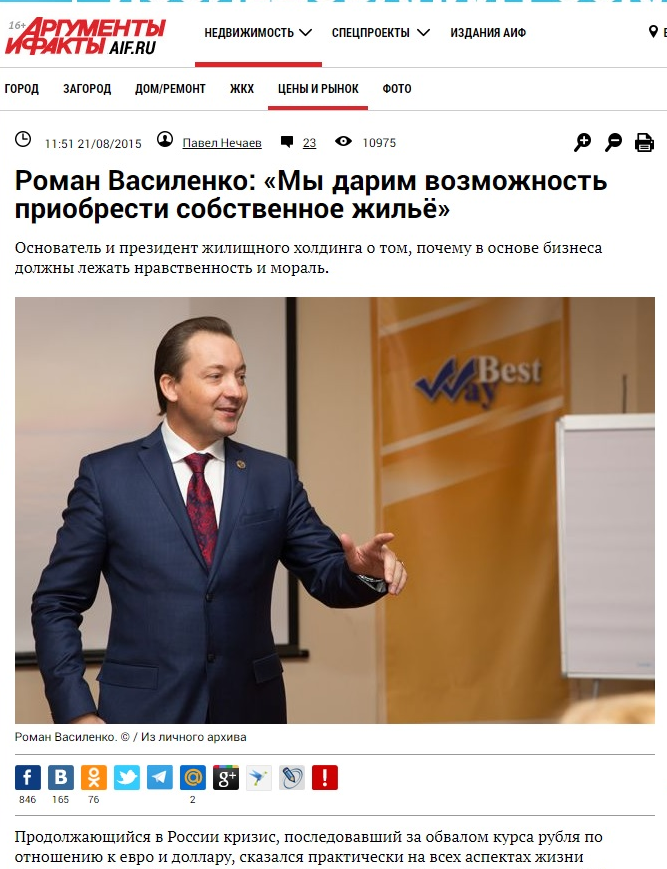 16+
АРГУМЕНТЫ
И ФАКТЫ AIF.RU
НЕДВИЖИМОСТЬ СПЕЦПРОЕКТЫ ИЗДАНИЯ АИФ
ГОРОД ЗАГОРОД ДОМ/РЕМОНТ ЖКХ ЦЕНЫ И РЫНОК ФОТО
11:51 21/08/2015 Павел Нечаев 23 10975
Роман Василенко: «Мы дарим возможность
приобрести собственное жильё»
Основатель и президент жилищного холдинга о том, почему в основе бизнеса
должны лежать нравственность и мораль.
Best
Way
Роман Василенко. © / Из личного архива
846 165 76 2
Продолжающийся в России кризис, последовавший за обвалом курса рубля по
отношению к евро и доллару, сказался практически на всех аспектах жизни